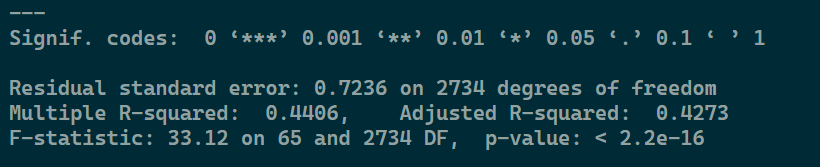 ---
Signif. codes:  0 ‘***’ 0.001 ‘**’ 0.01 ‘*’ 0.05 ‘.’ 0.1 ‘ ’ 1
Residual standard error: 0.7236 on 2734 degrees of freedom
Multiple R-squared:  0.4406,    Adjusted R-squared:  0.4273
F-statistic: 33.12 on 65 and 2734 DF,  p-value: < 2.2e-16